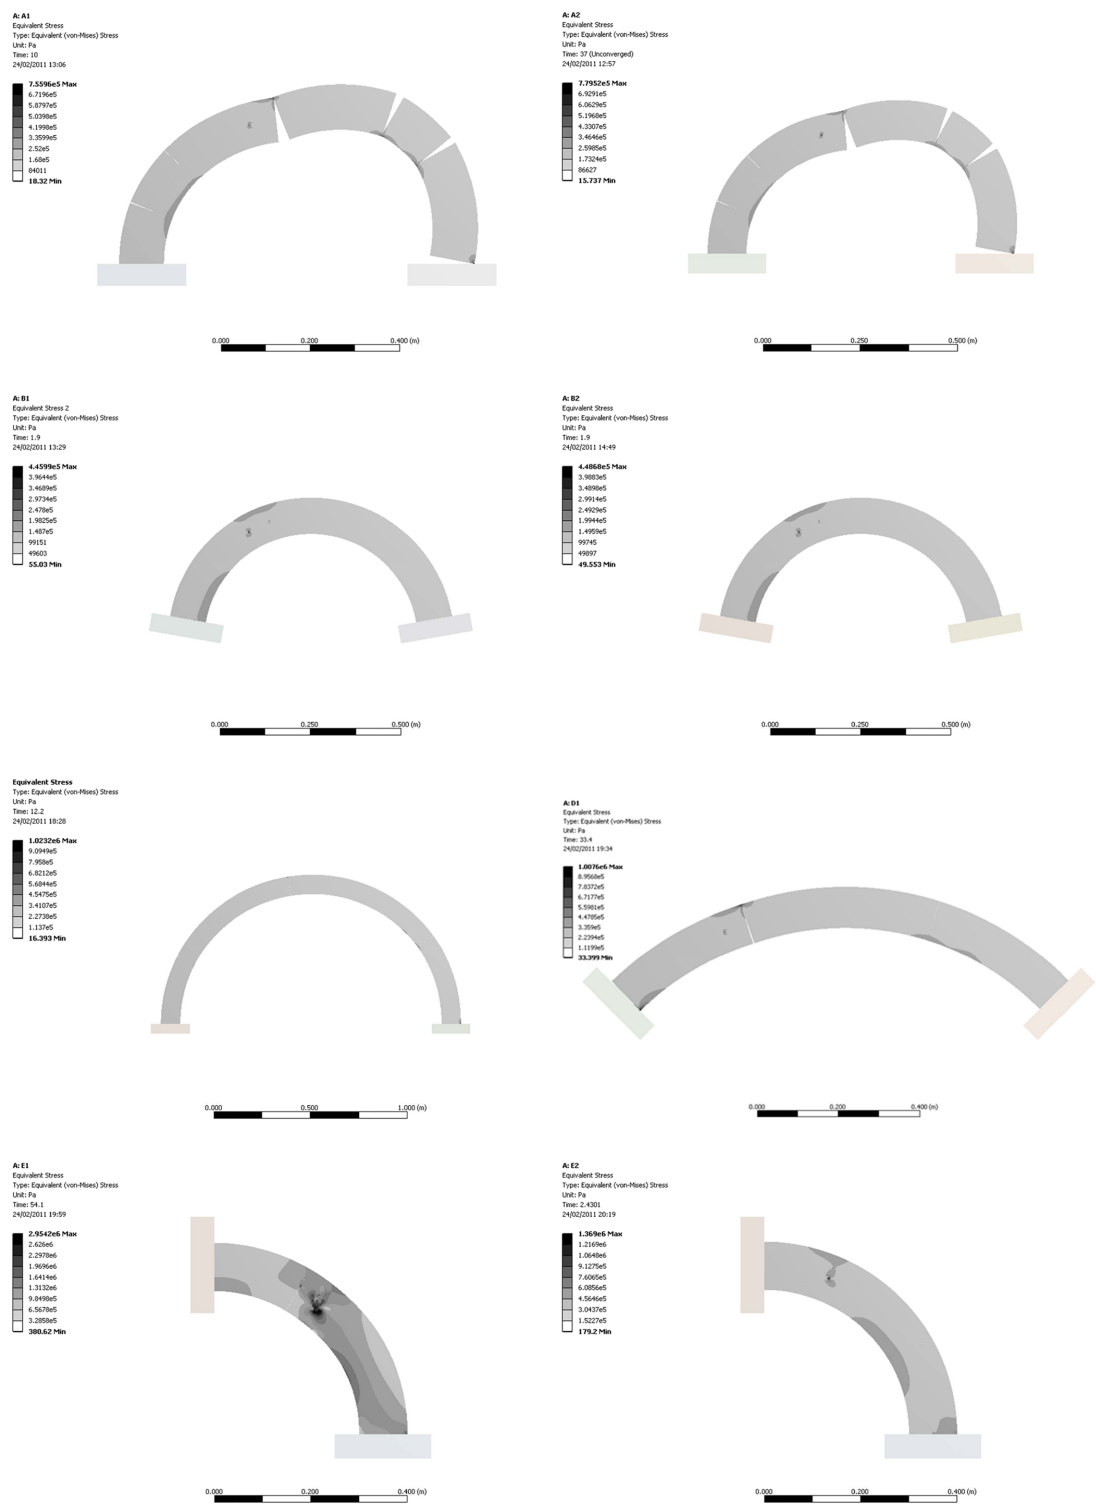 A: A1
Equivalent Stress
Type: Equivalent (von-Mises) Stress
Unit: Pa
Time: 10
24/02/2011 13:06
7.5596e5 Max
6.7196e5
5.8797e5
5.0398e5
4.1998e5
3.3599e5
2.52e5
1.68e5
84011
18.32 Min
0.000 0.200 0.400 (m)
A: A2
Equivalent Stress
Type: Equivalent (von-Mises) Stress
Unit: Pa
Time: 37 (Unconverged)
24/02/2011 12:57
7.7952e5 Max
6.9291e5
6.0629e5
5.1968e5
4.3307e5
3.4646e5
2.5985e5
1.7324e5
86627
15.737 Min
0.000 0.250 0.500 (m)
A: B1
Equivalent Stress 2
Type: Equivalent (von-Mises) Stress
Unit: Pa
Time: 1.9
24/02/2011 13:29
4.4599e5 Max
3.9644e5
3.4689e5
2.9734e5
2.478e5
1.9825e5
1.487e5
99151
49603
55.03 Min
0.000 0.250 0.500 (m)
A: B2
Equivalent Stress
Type: Equivalent (von-Mises) Stress
Unit: Pa
Time: 1.9
24/02/2011 14:49
4.4868e5 Max
3.9883e5
3.4898e5
2.9914e5
2.4929e5
1.9944e5
1.4959e5
99745
49897
49.553 Min
0.000 0.250 0.500 (m)
Equivalent Stress
Type: Equivalent (von-Mises) Stress
Unit: Pa
Time: 12.2
24/02/2011 18:28
1.0232e6 Max
9.0949e5
7.958e5
6.8212e5
5.6844e5
4.5475e5
3.4107e5
2.2738e5
1.137e5
16.393 Min
0.000 0.500 1.000 (m)
A: D1
Equivalent Stress
Type: Equivalent (von-Mises) Stress
Unit: Pa
Time: 33.4
24/02/2011 19:34
1.0076e6 Max
8.9568e5
7.8372e5
6.7177e5
5.5981e5
4.4785e5
3.359e5
2.2394e5
1.1199e5
33.399 Min
0.000 0.200 0.400 (m)
A: E1
Equivalent Stress
Type: Equivalent (von-Mises) Stress
Unit: Pa
Time: 54.1
24/02/2011 19:59
2.9542e6 Max
2.626e6
2.2978e6
1.9696e6
1.6414e6
1.3132e6
9.8498e5
6.5678e5
3.2858e5
380.62 Min
0.000 0.200 0.400 (m)
A: E2
Equivalent Stress
Type: Equivalent (von-Mises) Stress
Unit: Pa
Time: 2.4301
24/02/2011 20:19
1.369e6 Max
1.2169e6
1.0648e6
9.1275e5
7.6065e5
6.0856e5
4.5646e5
3.0437e5
1.5227e5
179.2 Min
0.000 0.200 0.400 (m)